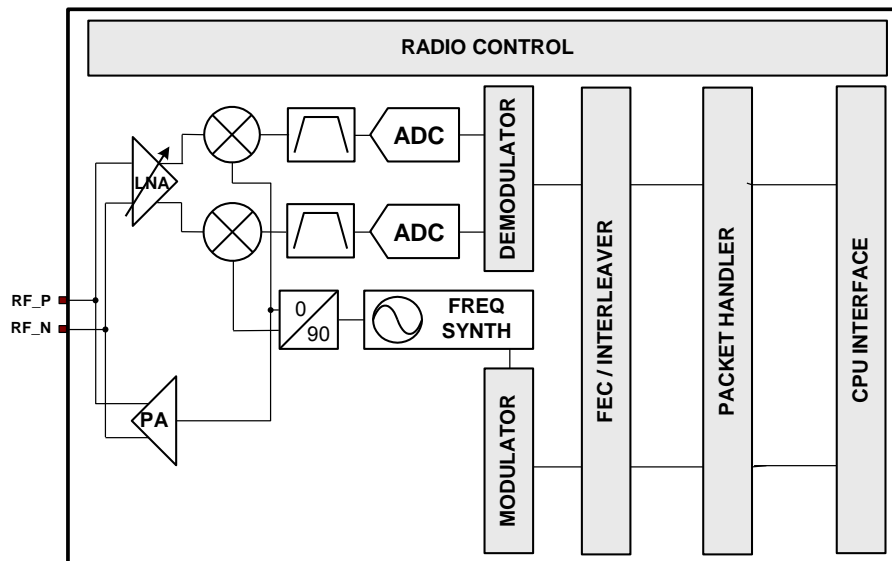 RADIO CONTROL
LNA
ADC
ADC
DEMODULATOR
FEC / INTERLEAVER
PACKET HANDLER
CPU INTERFACE
RF_P
RF_N
0
90
FREQ
SYNTH
PA
MODULATOR